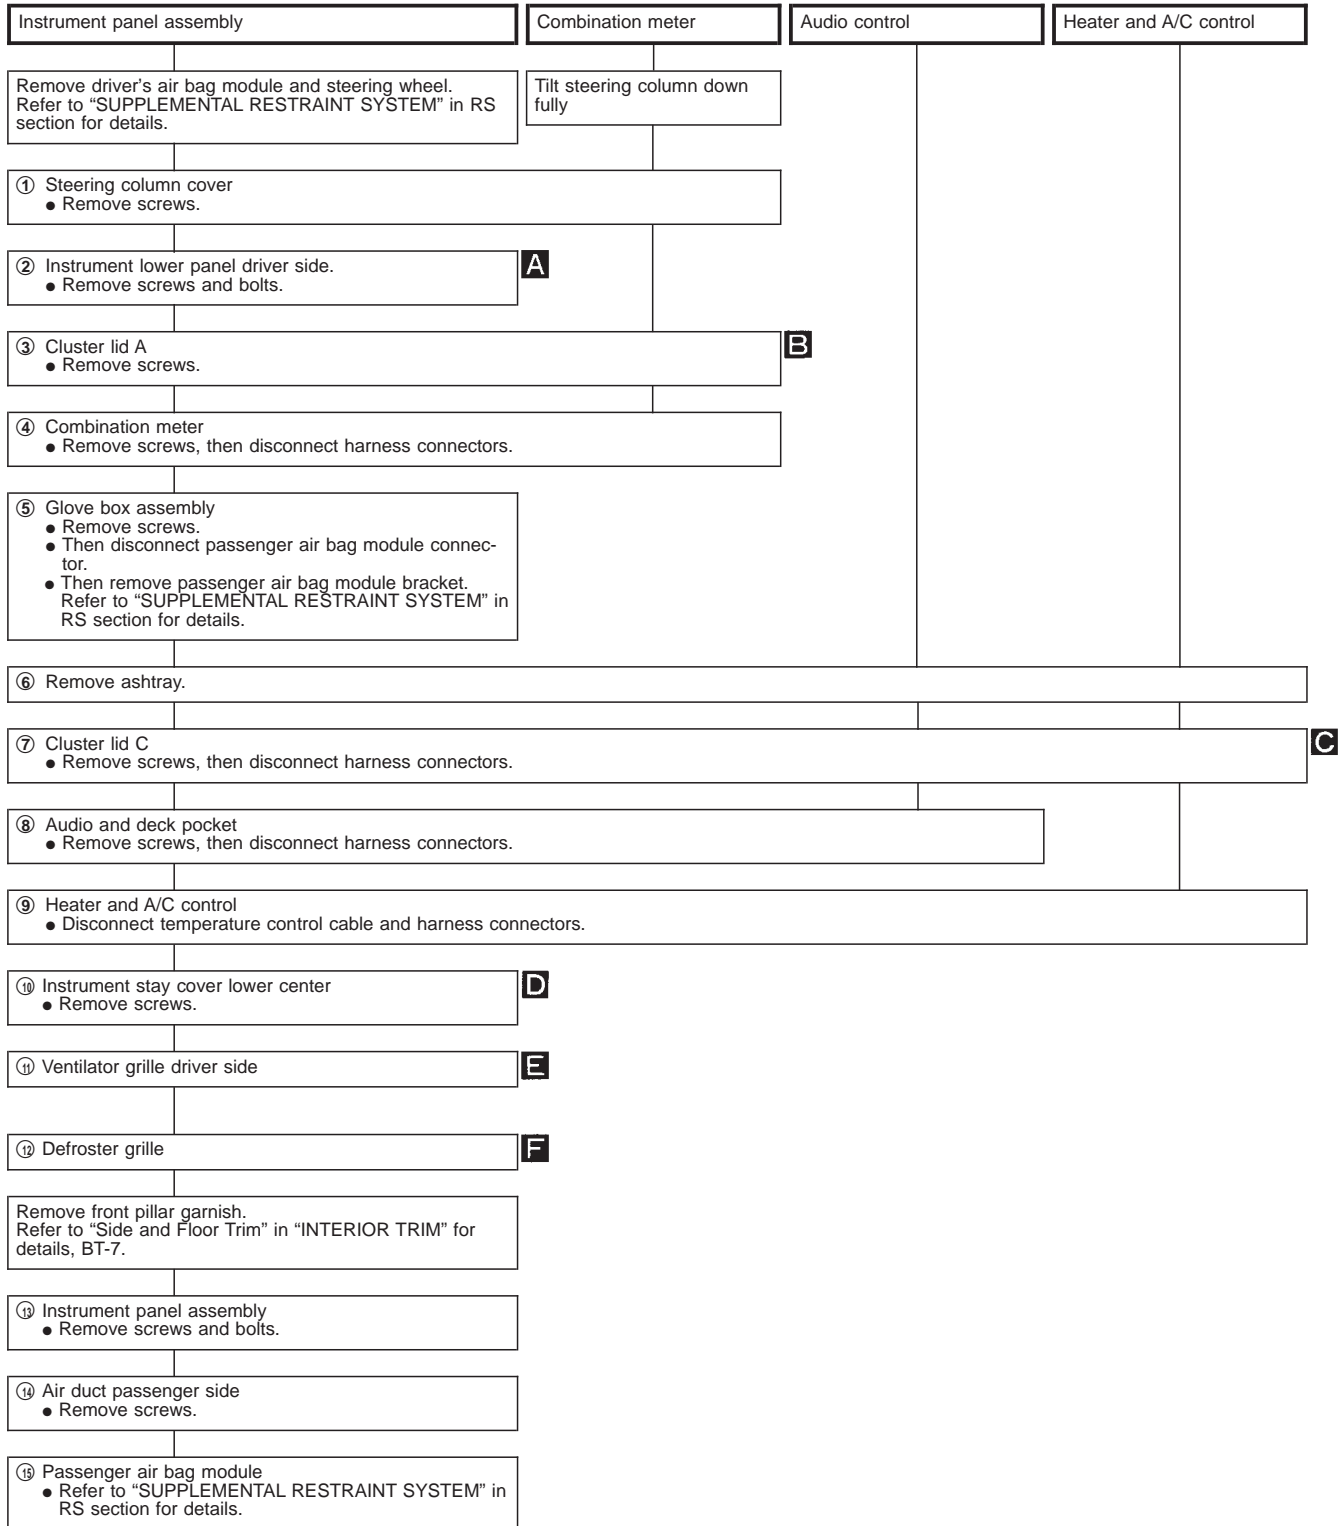 Instrument panel assembly
Combination meter
Audio control
Heater and A/C control
Remove driver's air bag module and steering wheel.
Refer to “SUPPLEMENTAL RESTRAINT SYSTEM” in RS
section for details.
Tilt steering column down
fully
① Steering column cover
● Remove screws.
② Instrument lower panel driver side.
● Remove screws and bolts.
A
③ Cluster lid A
● Remove screws.
B
④ Combination meter
● Remove screws, then disconnect harness connectors.
⑤ Glove box assembly
● Remove screws.
● Then disconnect passenger air bag module connec-
tor.
● Then remove passenger air bag module bracket.
Refer to “SUPPLEMENTAL RESTRAINT SYSTEM” in
RS section for details.
⑥ Remove ashtray.
⑦ Cluster lid C
● Remove screws, then disconnect harness connectors.
C
⑧ Audio and deck pocket
● Remove screws, then disconnect harness connectors.
⑨ Heater and A/C control
● Disconnect temperature control cable and harness connectors.
⑩ Instrument stay cover lower center
● Remove screws.
D
⑪ Ventilator grille driver side
E
⑫ Defroster grille
F
Remove front pillar garnish.
Refer to “Side and Floor Trim” in “INTERIOR TRIM” for
details, BT-7.
⑬ Instrument panel assembly
● Remove screws and bolts.
⑭ Air duct passenger side
● Remove screws.
⑮ Passenger air bag module
● Refer to “SUPPLEMENTAL RESTRAINT SYSTEM” in
RS section for details.